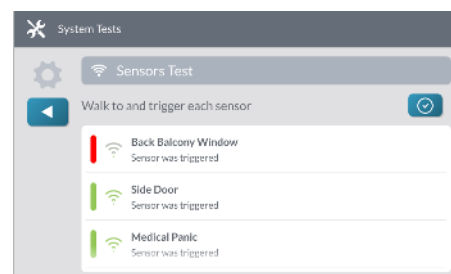 System Tests
Sensors Test
Walk to and trigger each sensor
Back Balcony Window
Sensor was triggered
Side Door
Sensor was triggered
Medical Panic
Sensor was triggered